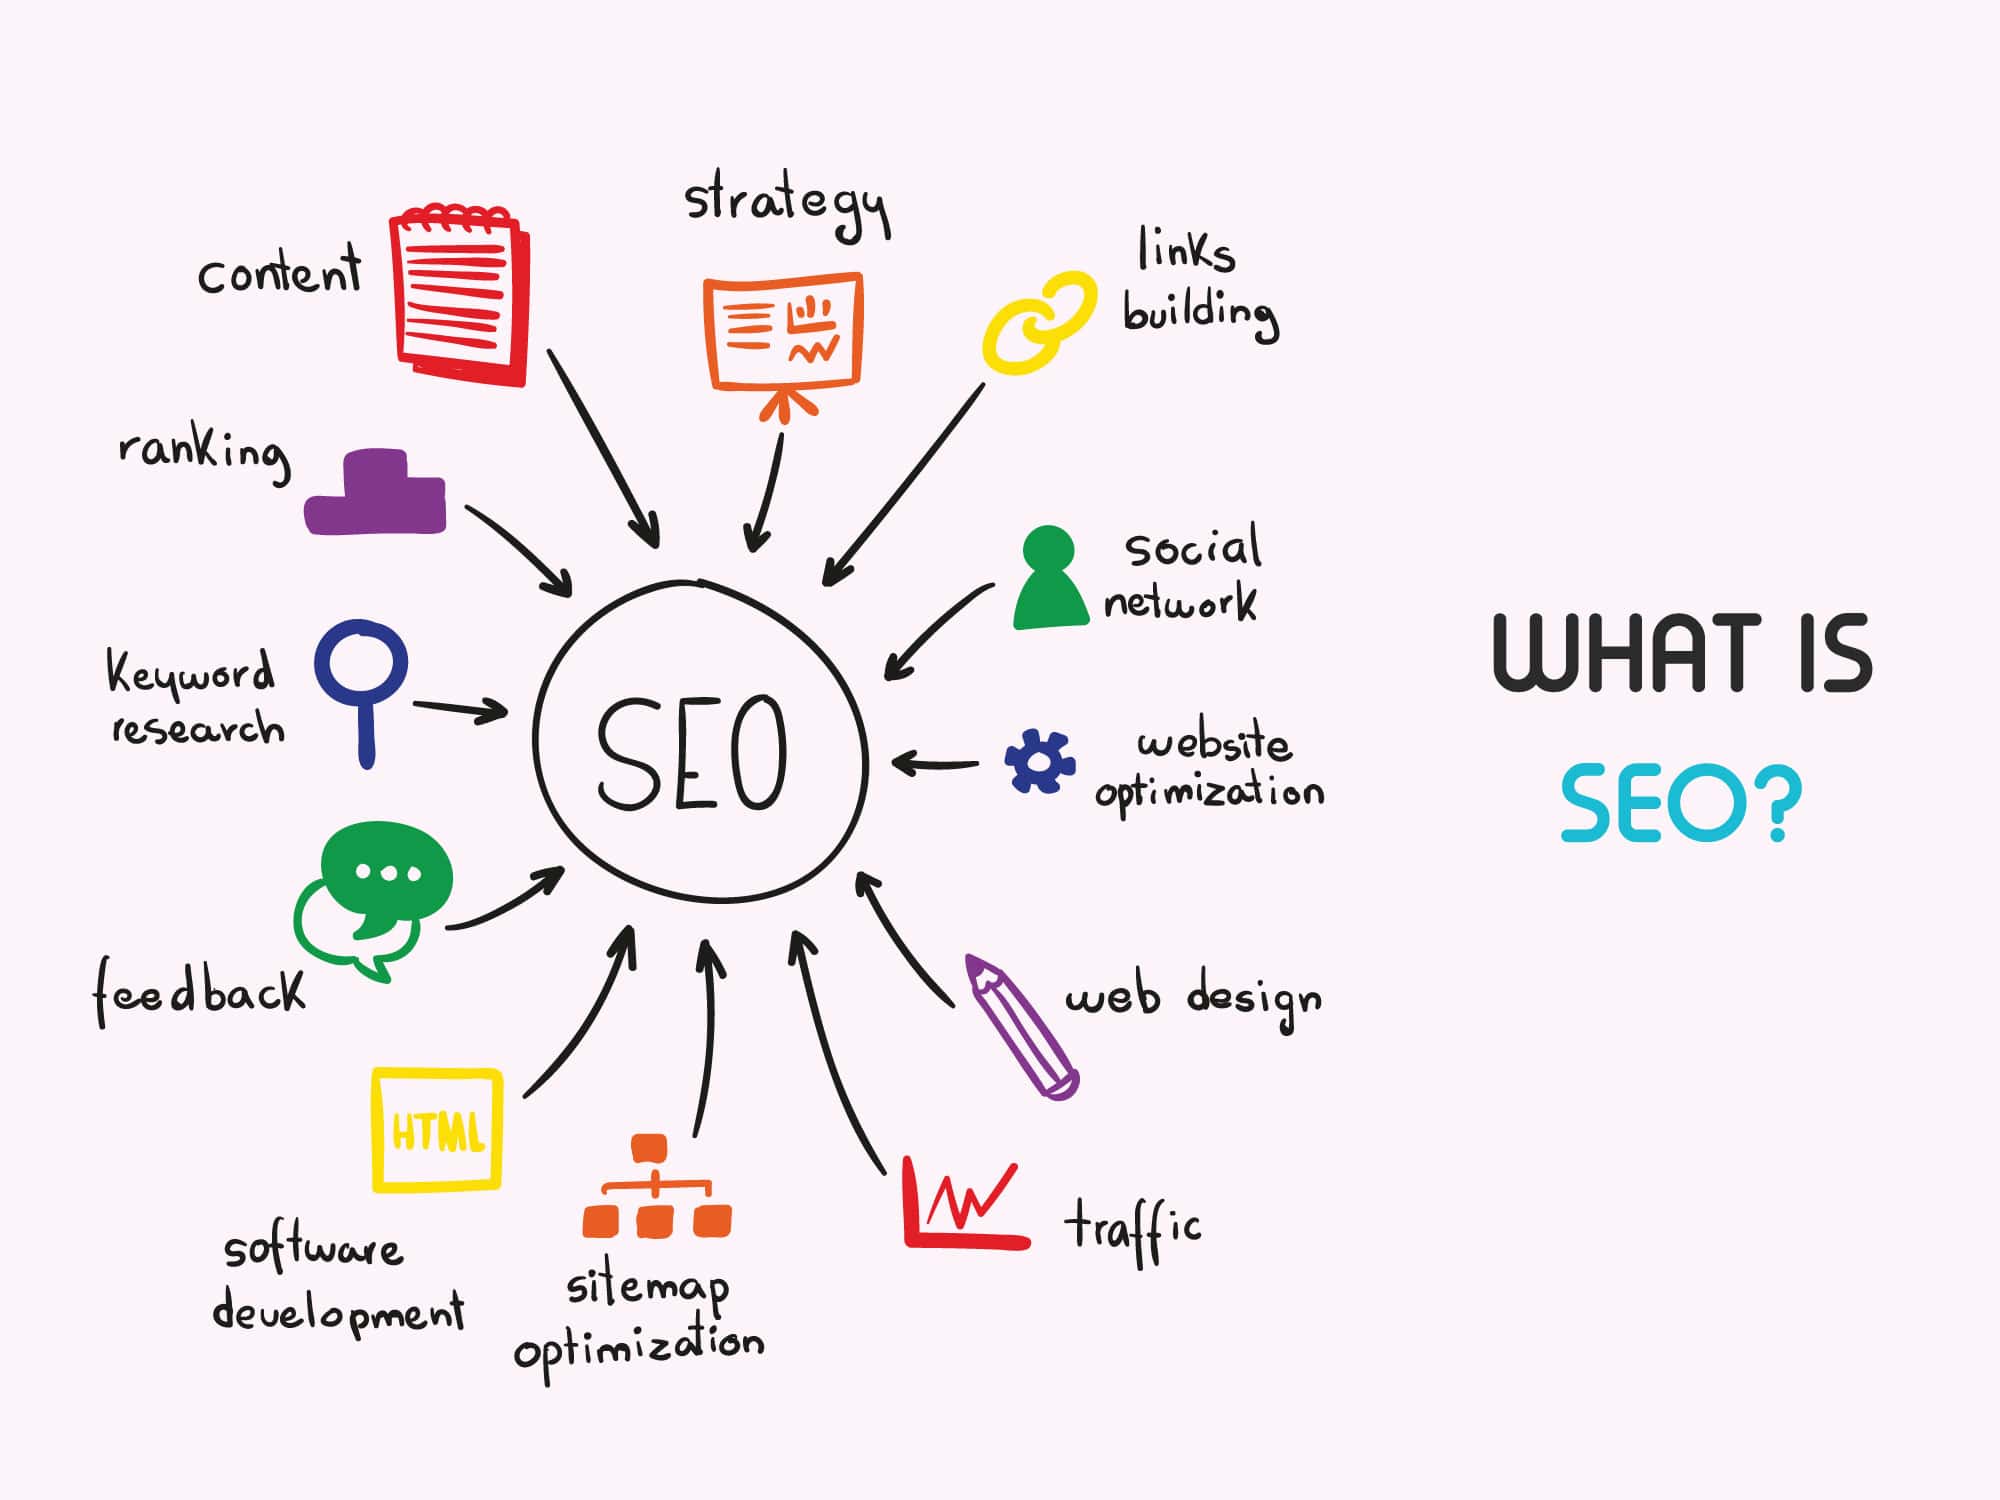 strategy
content
links
building
ranking
social
network
keyword
research
SEO
website
optimization
feedback
web design
HTML
software
development
sitemap
optimization
traffic
WHAT IS
SEO?